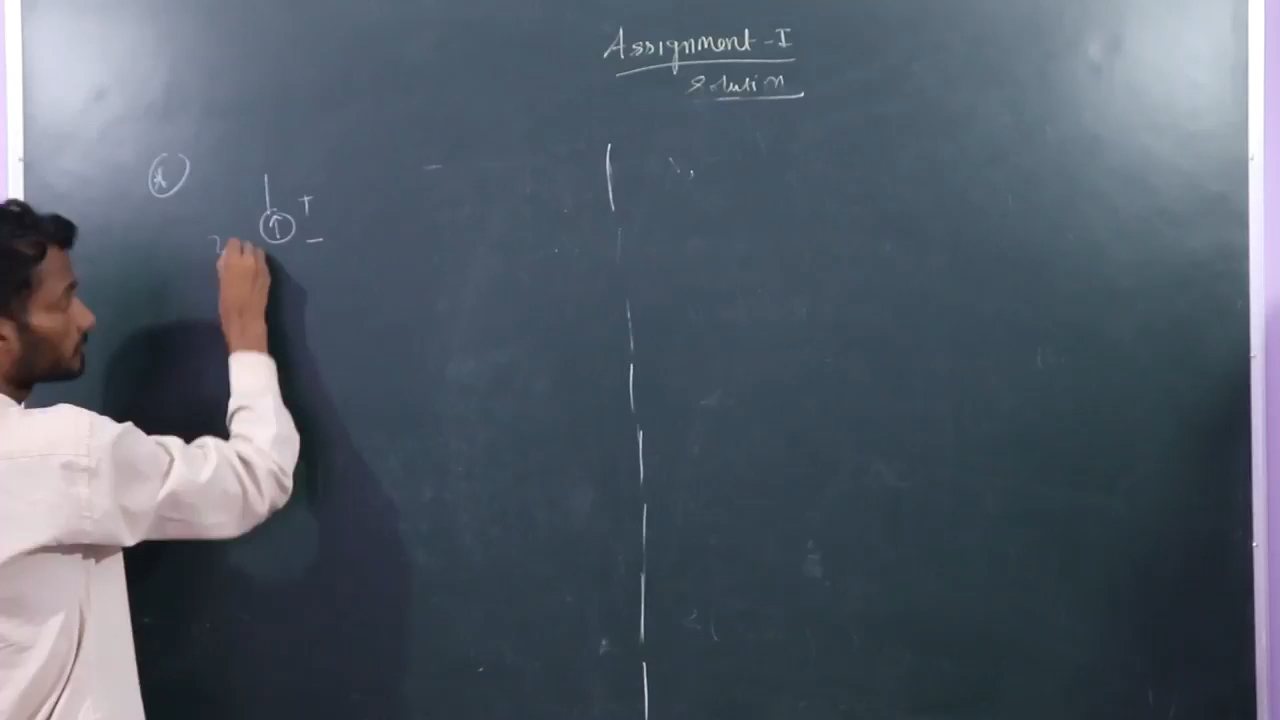 Assignment - I
Solution
+
-